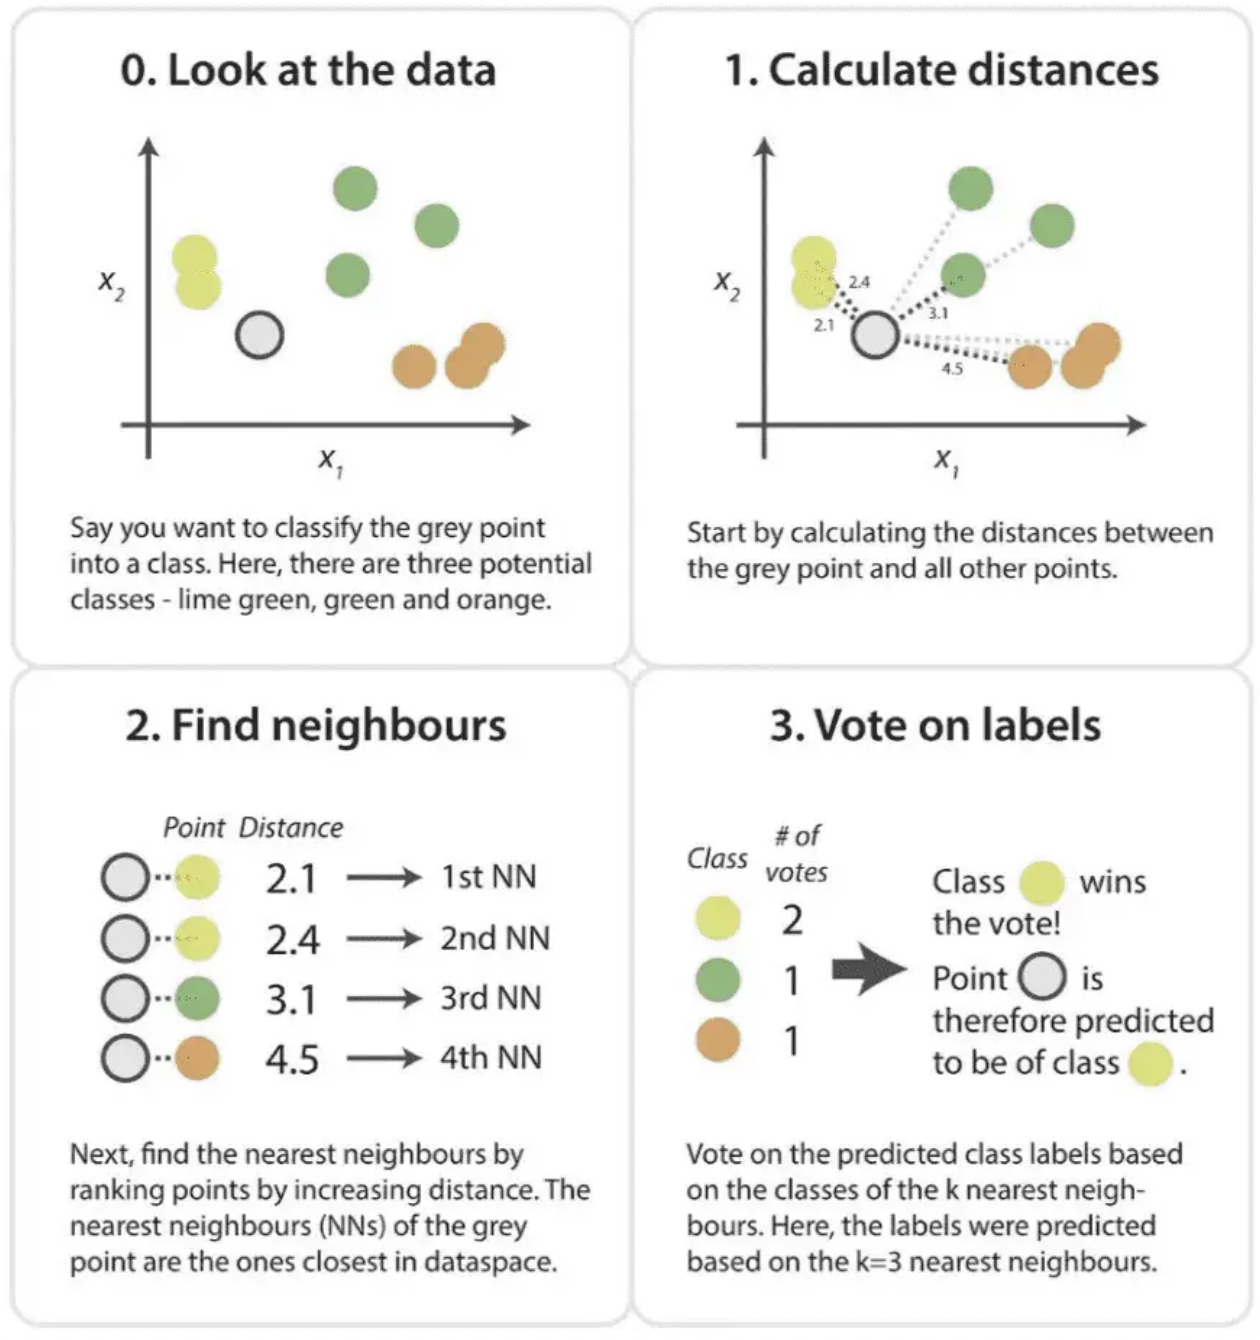 0. Look at the data
x2
x1
Say you want to classify the grey point
into a class. Here, there are three potential
classes - lime green, green and orange.
1. Calculate distances
x2
2.4
2.1
3.1
4.5
x1
Start by calculating the distances between
the grey point and all other points.
2. Find neighbours
Point Distance
2.1 1st NN
2.4 2nd NN
3.1 3rd NN
4.5 4th NN
Next, find the nearest neighbours by
ranking points by increasing distance. The
nearest neighbours (NNs) of the grey
point are the ones closest in dataspace.
3. Vote on labels
# of
Class votes
2
1
1
Class wins
the vote!
Point is
therefore predicted
to be of class .
Vote on the predicted class labels based
on the classes of the k nearest neigh-
bours. Here, the labels were predicted
based on the k=3 nearest neighbours.